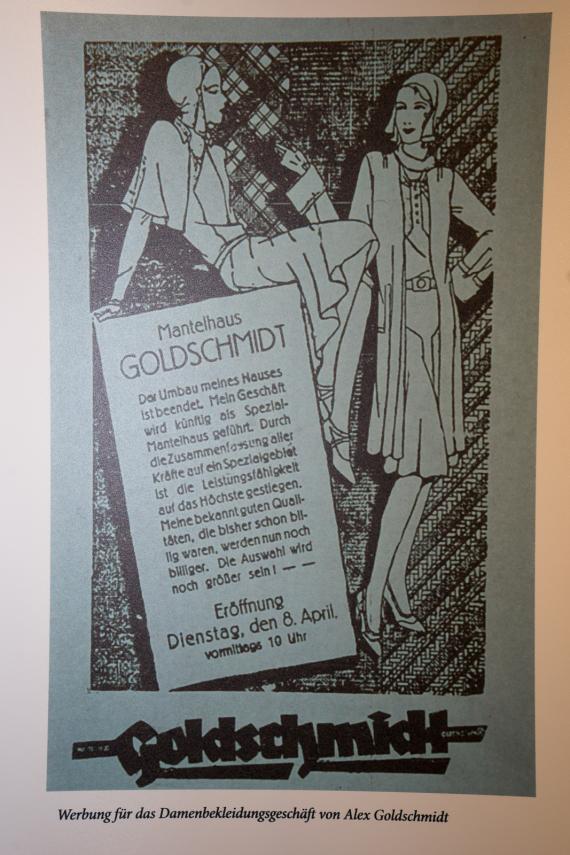 Mantelhaus
GOLDSCHMIDT
Der Umbau meines Hauses
ist beendet. Mein Geschäft
wird künftig als Spezial-
Mantelhaus geführt. Durch
die Zusammenfassung aller
Kräfte auf ein Spezialgebiet
ist die Leistungsfähigkeit
auf das Höchste gestiegen.
Meine bekannt guten Quali-
täten, die bisher schon bil-
lig waren, werden nun noch
billiger. Die Auswahl wird
noch größer sein! — —
Eröffnung
Dienstag, den 8. April.
vormittags 10 Uhr
Goldschmidt
Werbung für das Damenbekleidungsgeschäft von Alex Goldschmidt